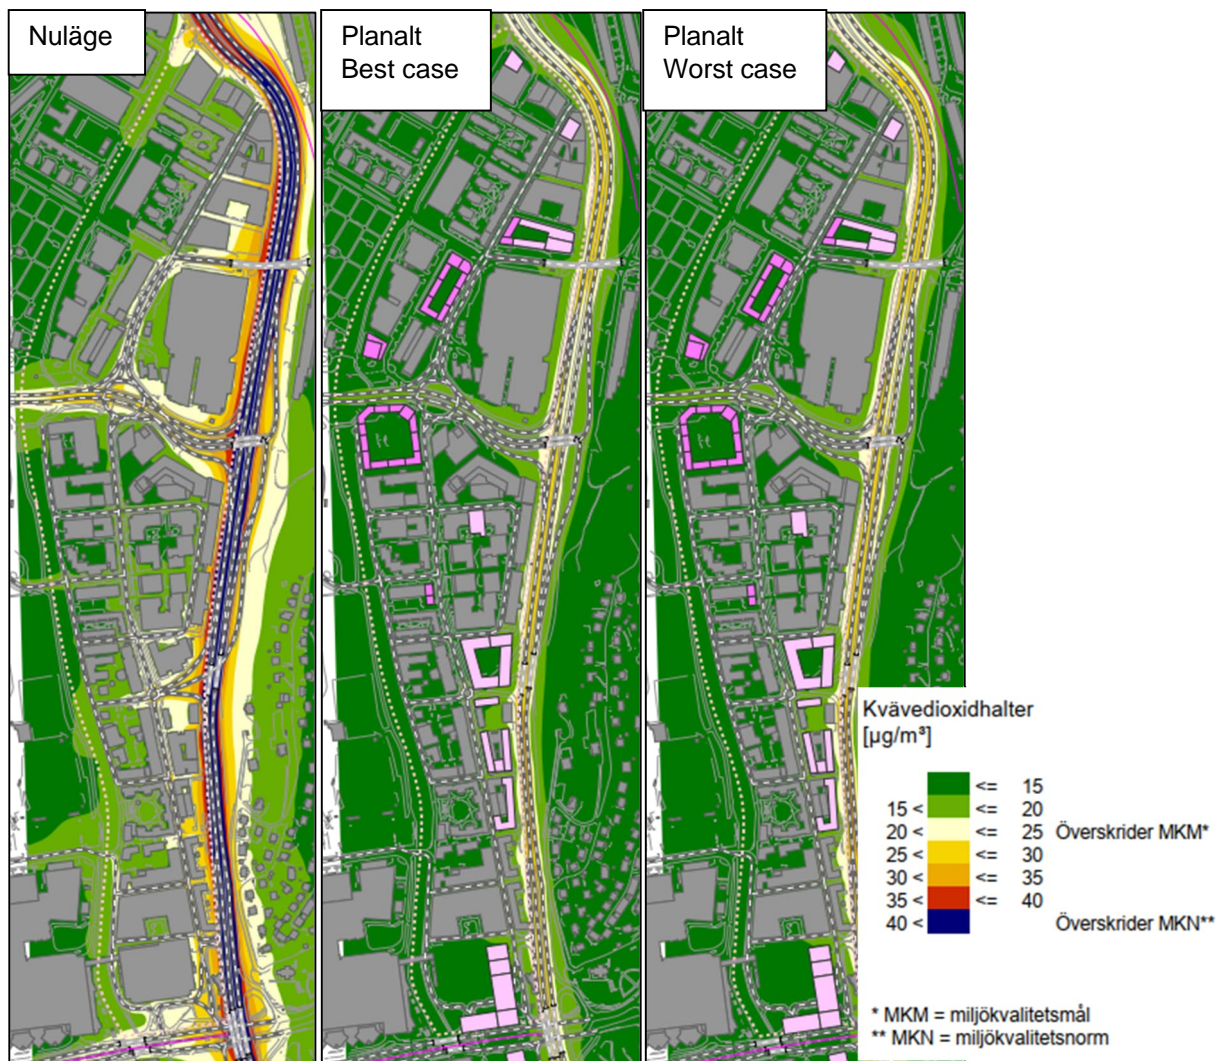 Nuläge
Planalt
Best case
Planalt
Worst case
Kvävedioxidhalter
[µg/m³]
<= 15
15 < <= 20
20 < <= 25 Överskrider MKM*
25 < <= 30
30 < <= 35
35 < <= 40
40 < Överskrider MKN**
* MKM = miljökvalitetsmål
** MKN = miljökvalitetsnorm